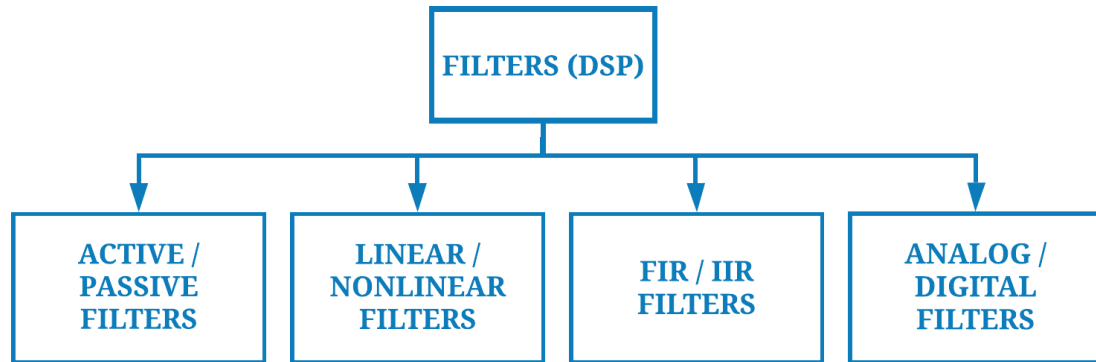 FILTERS (DSP)
ACTIVE /
PASSIVE
FILTERS
LINEAR /
NONLINEAR
FILTERS
FIR / IIR
FILTERS
ANALOG /
DIGITAL
FILTERS